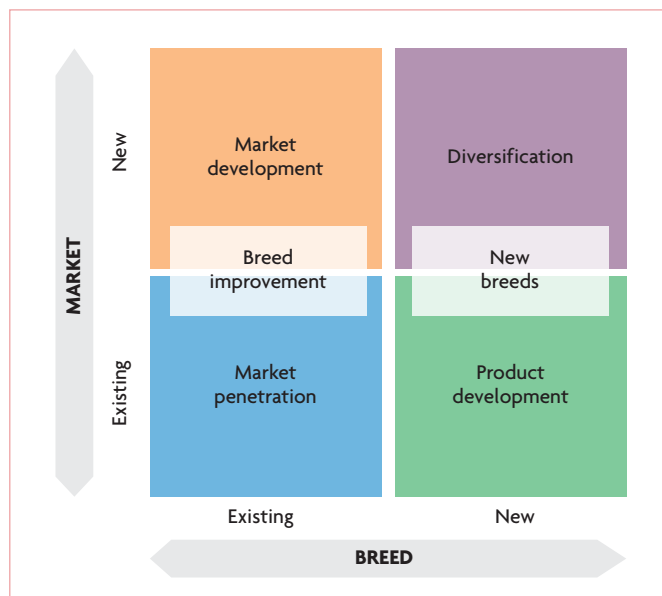 New
Market
development
Diversification
Breed
improvement
New
breeds
MARKET
Existing
Market
penetration
Product
development
Existing
New
BREED